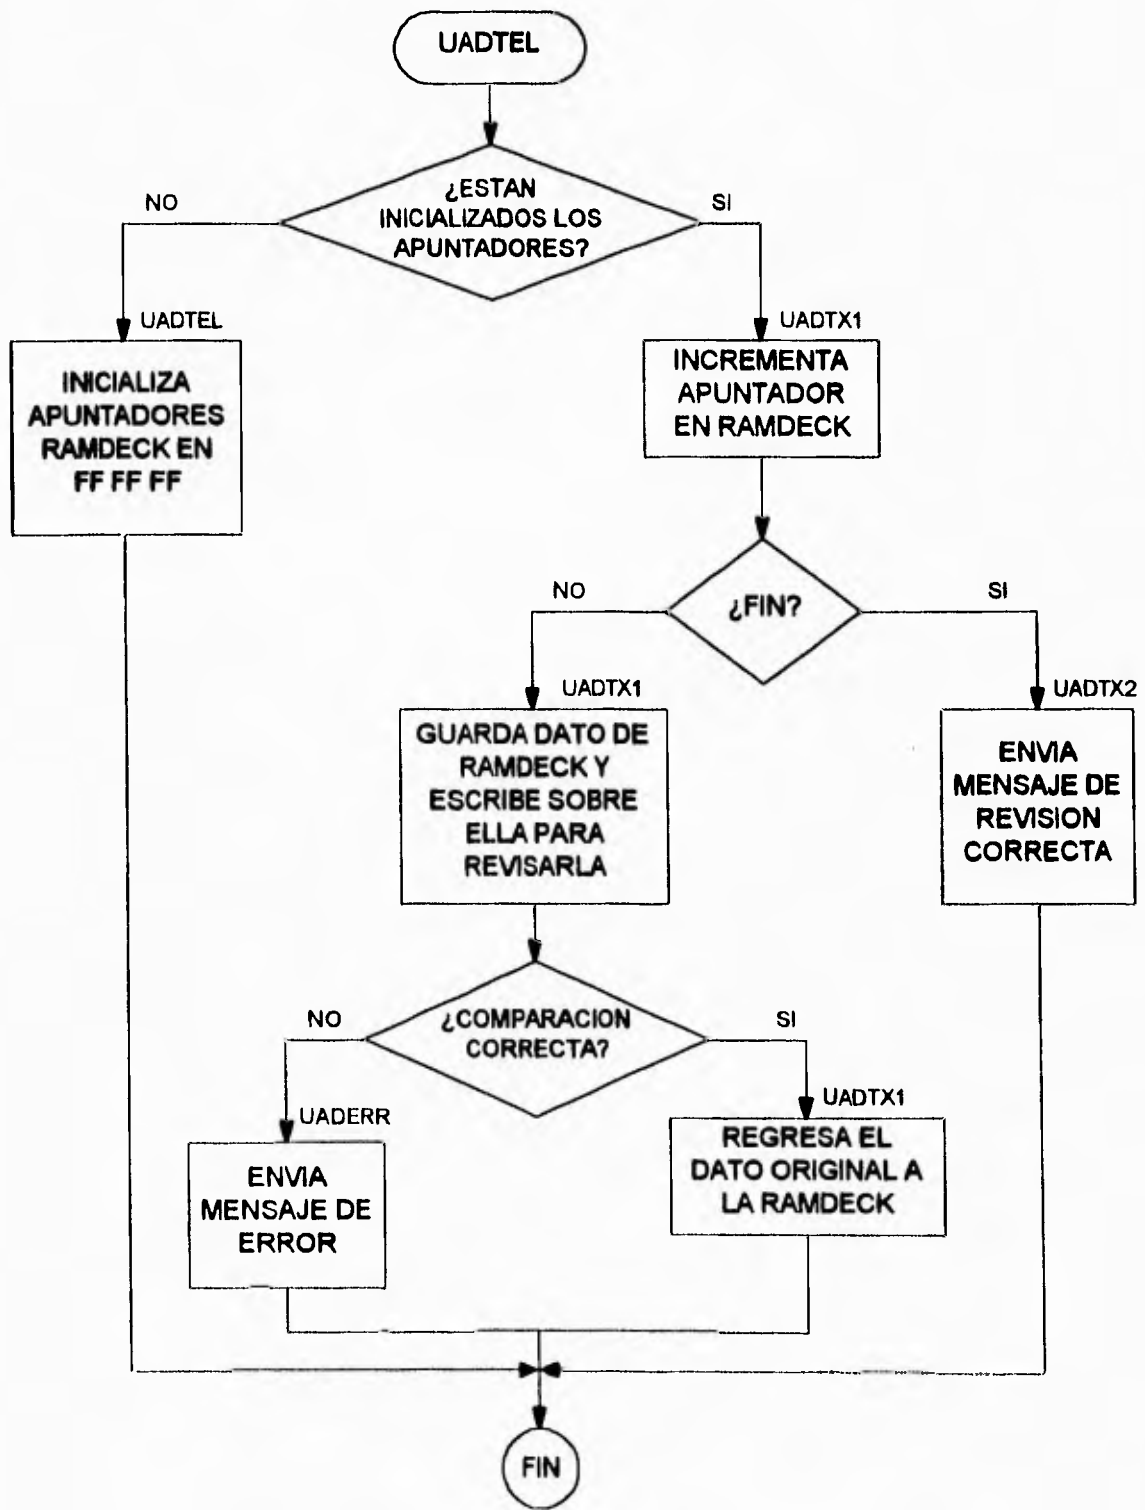 UADTEL
¿ESTAN
INICIALIZADOS LOS
APUNTADORES?
NO
SI
UADTEL
INICIALIZA
APUNTADORES
RAMDECK EN
FF FF FF
UADTX1
INCREMENTA
APUNTADOR
EN RAMDECK
¿FIN?
NO
SI
UADTX1
GUARDA DATO DE
RAMDECK Y
ESCRIBE SOBRE
ELLA PARA
REVISARLA
UADTX2
ENVIA
MENSAJE DE
REVISION
CORRECTA
¿COMPARACION
CORRECTA?
NO
SI
UADERR
ENVIA
MENSAJE DE
ERROR
UADTX1
REGRESA EL
DATO ORIGINAL A
LA RAMDECK
FIN